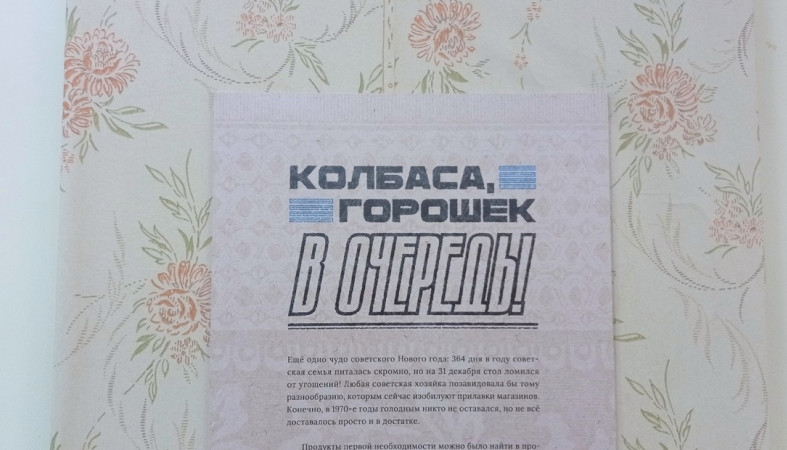 КОЛБАСА,
ГОРОШЕК
В ОЧЕРЕДЬ!
Ещё одно чудо советского Нового года: 364 дня в году совет-
ская семья питалась скромно, но на 31 декабря стол ломился
от угощений! Любая советская хозяйка позавидовала бы тому
разнообразию, которым сейчас изобилуют прилавки магазинов.
Конечно, в 1970-е годы голодным никто не оставался, но не всё
доставалось просто и в достатке.
Продукты первой необходимости можно было найти в про-